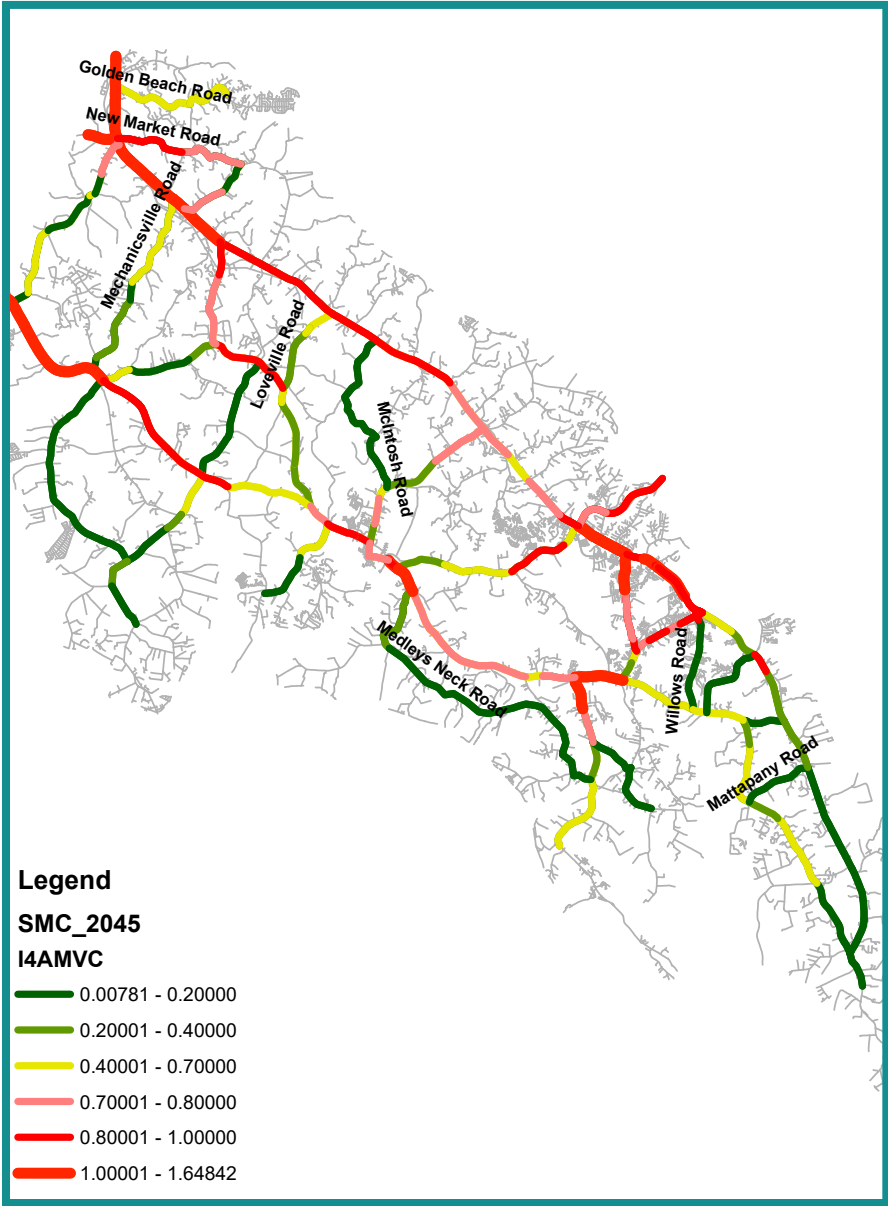 Golden Beach Road
New Market Road
Mechanicsville Road
Loveville Road
McIntosh Road
Medleys Neck Road
Willows Road
Mattapany Road
Legend
SMC_2045
I4AMVC
0.00781 - 0.20000
0.20001 - 0.40000
0.40001 - 0.70000
0.70001 - 0.80000
0.80001 - 1.00000
1.00001 - 1.64842